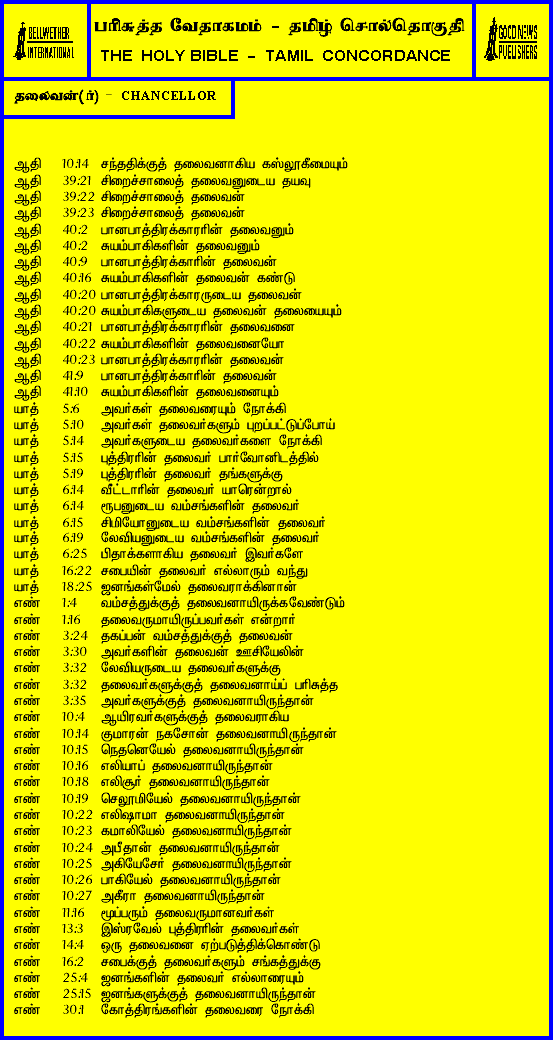 BELLWETHER
INTERNATIONAL
பரிசுத்த வேதாகமம் - தமிழ் சொல்தொகுதி
THE HOLY BIBLE - TAMIL CONCORDANCE
GOOD NEWS
PUBLISHERS
தலைவன்(ர்) - CHANCELLOR
ஆதி 10:14 சந்ததிக்குத் தலைவனாகிய கஸ்லூகீமையும்
ஆதி 39:21 சிறைச்சாலைத் தலைவனுடைய தயவு
ஆதி 39:22 சிறைச்சாலைத் தலைவன்
ஆதி 39:23 சிறைச்சாலைத் தலைவன்
ஆதி 40:2 பானபாத்திரக்காரரின் தலைவனும்
ஆதி 40:2 சுயம்பாகிகளின் தலைவனும்
ஆதி 40:9 பானபாத்திரக்காரின் தலைவன்
ஆதி 40:16 சுயம்பாகிகளின் தலைவன் கண்டு
ஆதி 40:20 பானபாத்திரக்காரருடைய தலைவன்
ஆதி 40:20 சுயம்பாகிகளுடைய தலைவன் தலையையும்
ஆதி 40:21 பானபாத்திரக்காரரின் தலைவனை
ஆதி 40:22 சுயம்பாகிகளின் தலைவனையோ
ஆதி 40:23 பானபாத்திரக்காரரின் தலைவன்
ஆதி 41:9 பானபாத்திரக்காரின் தலைவன்
ஆதி 41:10 சுயம்பாகிகளின் தலைவனையும்
யாத் 5:6 அவர்கள் தலைவரையும் நோக்கி
யாத் 5:10 அவர்கள் தலைவர்களும் புறப்பட்டுப்போய்
யாத் 5:14 அவர்களுடைய தலைவர்களை நோக்கி
யாத் 5:15 புத்திரரின் தலைவர் பார்வோனிடத்தில்
யாத் 5:19 புத்திரரின் தலைவர் தங்களுக்கு
யாத் 6:14 வீட்டாரின் தலைவர் யாரென்றால்
யாத் 6:14 ரூபனுடைய வம்சங்களின் தலைவர்
யாத் 6:15 சிமியோனுடைய வம்சங்களின் தலைவர்
யாத் 6:19 லேவியனுடைய வம்சங்களின் தலைவர்
யாத் 6:25 பிதாக்களாகிய தலைவர் இவர்களே
யாத் 16:22 சபையின் தலைவர் எல்லாரும் வந்து
யாத் 18:25 ஜனங்கள்மேல் தலைவராக்கினான்
எண் 1:4 வம்சத்துக்குத் தலைவனாயிருக்கவேண்டும்
எண் 1:16 தலைவருமாயிருப்பவர்கள் என்றார்
எண் 3:24 தகப்பன் வம்சத்துக்குத் தலைவன்
எண் 3:30 அவர்களின் தலைவன் ஊசியேலின்
எண் 3:32 லேவியருடைய தலைவர்களுக்கு
எண் 3:32 தலைவர்களுக்குத் தலைவனாய்ப் பரிசுத்த
எண் 3:35 அவர்களுக்குத் தலைவனாயிருந்தான்
எண் 10:4 ஆயிரவர்களுக்குத் தலைவராகிய
எண் 10:14 குமாரன் நகசோன் தலைவனாயிருந்தான்
எண் 10:15 நெதனெயேல் தலைவனாயிருந்தான்
எண் 10:16 எலியாப் தலைவனாயிருந்தான்
எண் 10:18 எலிசூர் தலைவனாயிருந்தான்
எண் 10:19 செலூமியேல் தலைவனாயிருந்தான்
எண் 10:22 எலிஷாமா தலைவனாயிருந்தான்
எண் 10:23 கமாலியேல் தலைவனாயிருந்தான்
எண் 10:24 அபீதான் தலைவனாயிருந்தான்
எண் 10:25 அகியேசேர் தலைவனாயிருந்தான்
எண் 10:26 பாகியேல் தலைவனாயிருந்தான்
எண் 10:27 அகீரா தலைவனாயிருந்தான்
எண் 11:16 மூப்பரும் தலைவருமானவர்கள்
எண் 13:3 இஸ்ரவேல் புத்திரரின் தலைவர்கள்
எண் 14:4 ஒரு தலைவனை ஏற்படுத்திக்கொண்டு
எண் 16:2 சபைக்குத் தலைவர்களும் சங்கத்துக்கு
எண் 25:4 ஜனங்களின் தலைவர் எல்லாரையும்
எண் 25:15 ஜனங்களுக்குத் தலைவனாயிருந்தான்
எண் 30:1 கோத்திரங்களின் தலைவரை நோக்கி